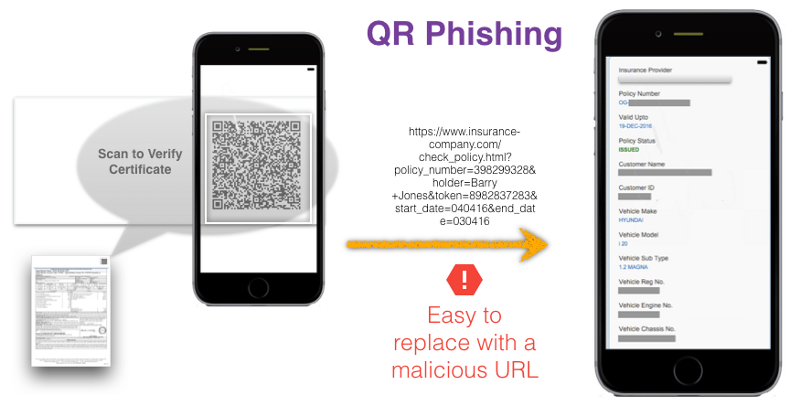 QR Phishing
Scan to Verify
Certificate
https://www.insurance-
company.com/
check_policy.html?
policy_number=398299328&
holder=Barry
+Jones&token=8982837283&
start_date=040416&end_dat
e=030416
!
Easy to
replace with a
malicious URL
Insurance Provider
Policy Number
OG-
Valid Upto
19-DEC-2016
Policy Status
ISSUED
Customer Name
Customer ID
Vehicle Make
HYUNDAI
Vehicle Model
I 20
Vehicle Sub Type
1.2 MAGNA
Vehicle Reg No.
Vehicle Engine No.
Vehicle Chassis No.